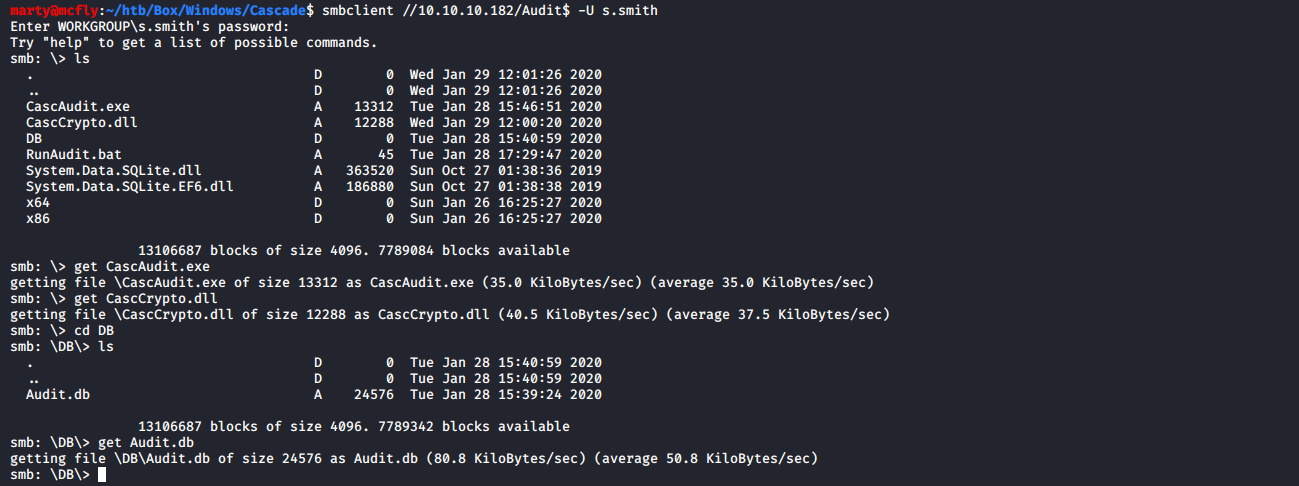 marty@mcfly:~/htb/Box/Windows/Cascade$ smbclient //10.10.10.182/Audit$ -U s.smith
Enter WORKGROUP\s.smith's password:
Try "help" to get a list of possible commands.
smb: \> ls
  .                                   D        0  Wed Jan 29 12:01:26 2020
  ..                                  D        0  Wed Jan 29 12:01:26 2020
  CascAudit.exe                       A    13312  Tue Jan 28 15:46:51 2020
  CascCrypto.dll                      A    12288  Wed Jan 29 12:00:20 2020
  DB                                  D        0  Tue Jan 28 15:40:59 2020
  RunAudit.bat                        A       45  Tue Jan 28 17:29:47 2020
  System.Data.SQLite.dll              A   363520  Sun Oct 27 01:38:36 2019
  System.Data.SQLite.EF6.dll          A   186880  Sun Oct 27 01:38:38 2019
  x64                                 D        0  Sun Jan 26 16:25:27 2020
  x86                                 D        0  Sun Jan 26 16:25:27 2020
                13106687 blocks of size 4096. 7789084 blocks available
smb: \> get CascAudit.exe
getting file \CascAudit.exe of size 13312 as CascAudit.exe (35.0 KiloBytes/sec) (average 35.0 KiloBytes/sec)
smb: \> get CascCrypto.dll
getting file \CascCrypto.dll of size 12288 as CascCrypto.dll (40.5 KiloBytes/sec) (average 37.5 KiloBytes/sec)
smb: \> cd DB
smb: \DB\> ls
  .                                   D        0  Tue Jan 28 15:40:59 2020
  ..                                  D        0  Tue Jan 28 15:40:59 2020
  Audit.db                            A    24576  Tue Jan 28 15:39:24 2020
                13106687 blocks of size 4096. 7789342 blocks available
smb: \DB\> get Audit.db
getting file \DB\Audit.db of size 24576 as Audit.db (80.8 KiloBytes/sec) (average 50.8 KiloBytes/sec)
smb: \DB\>